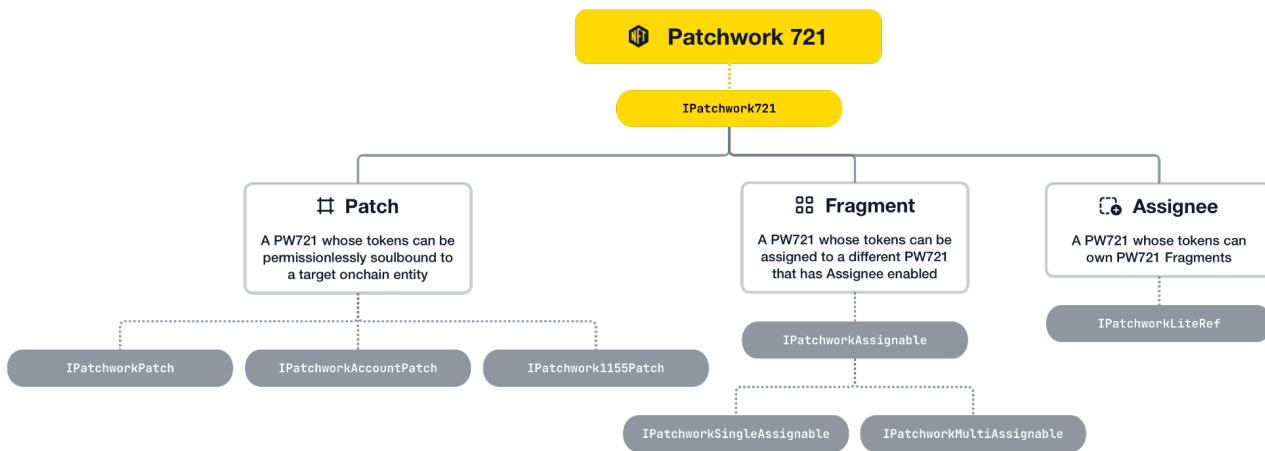 NFT
Patchwork 721
IPatchwork721
Patch
A PW721 whose tokens can be
permissionlessly soulbound to
a target onchain entity
Fragment
A PW721 whose tokens can be
assigned to a different PW721
that has Assignee enabled
Assignee
A PW721 whose tokens can
own PW721 Fragments
IPatchworkPatch
IPatchworkAccountPatch
IPatchwork1155Patch
IPatchworkAssignable
IPatchworkLiteRef
IPatchworkSingleAssignable
IPatchworkMultiAssignable